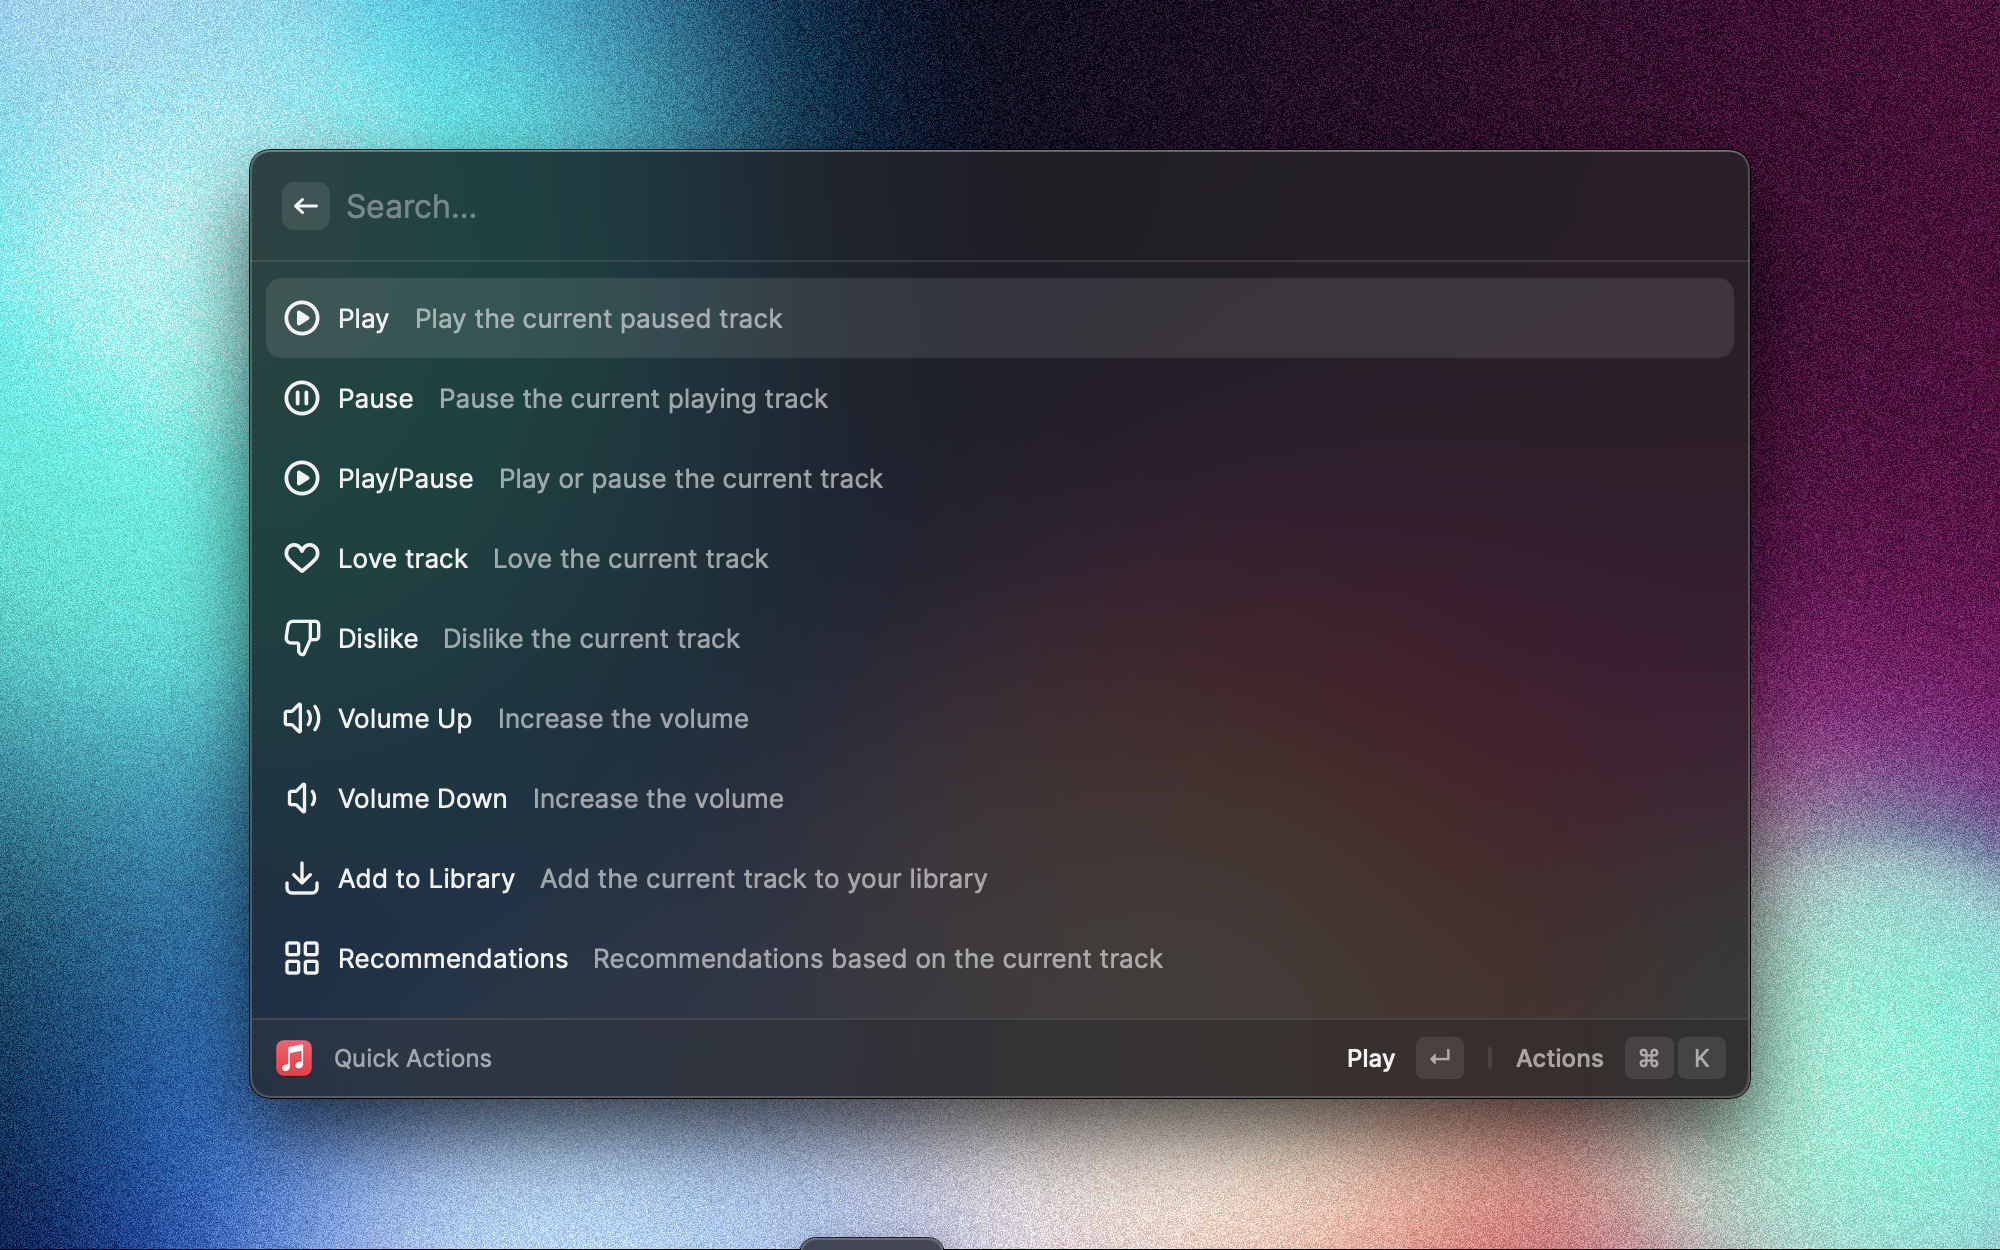 Search...
Play Play the current paused track
Pause Pause the current playing track
Play/Pause Play or pause the current track
Love track Love the current track
Dislike Dislike the current track
Volume Up Increase the volume
Volume Down Increase the volume
Add to Library Add the current track to your library
Recommendations Recommendations based on the current track
Quick Actions Play ↵ Actions ⌘ K